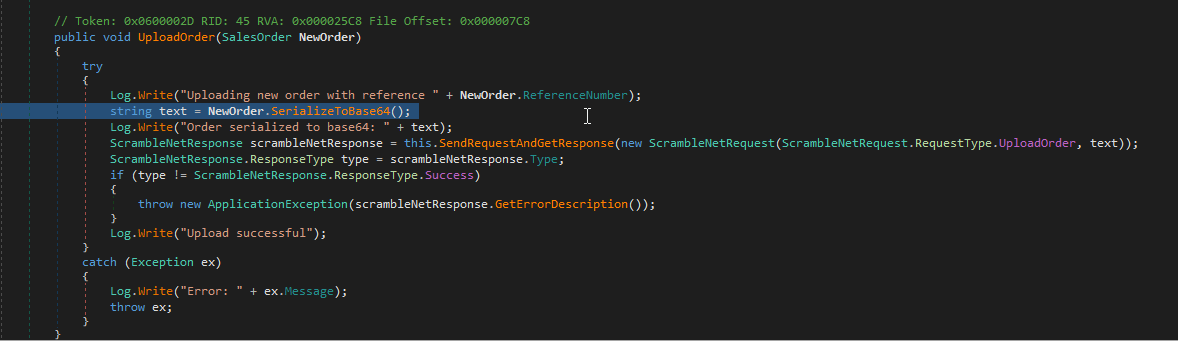 // Token: 0x0600002D RID: 45 RVA: 0x000025C8 File Offset: 0x000007C8
public void UploadOrder(SalesOrder NewOrder)
{
try
{
Log.Write("Uploading new order with reference " + NewOrder.ReferenceNumber);
string text = NewOrder.SerializeToBase64();
Log.Write("Order serialized to base64: " + text);
ScrambleNetResponse scrambleNetResponse = this.SendRequestAndGetResponse(new ScrambleNetRequest(ScrambleNetRequest.RequestType.UploadOrder, text));
ScrambleNetResponse.ResponseType type = scrambleNetResponse.Type;
if (type != ScrambleNetResponse.ResponseType.Success)
{
throw new ApplicationException(scrambleNetResponse.GetErrorDescription());
}
Log.Write("Upload successful");
}
catch (Exception ex)
{
Log.Write("Error: " + ex.Message);
throw ex;
}
}